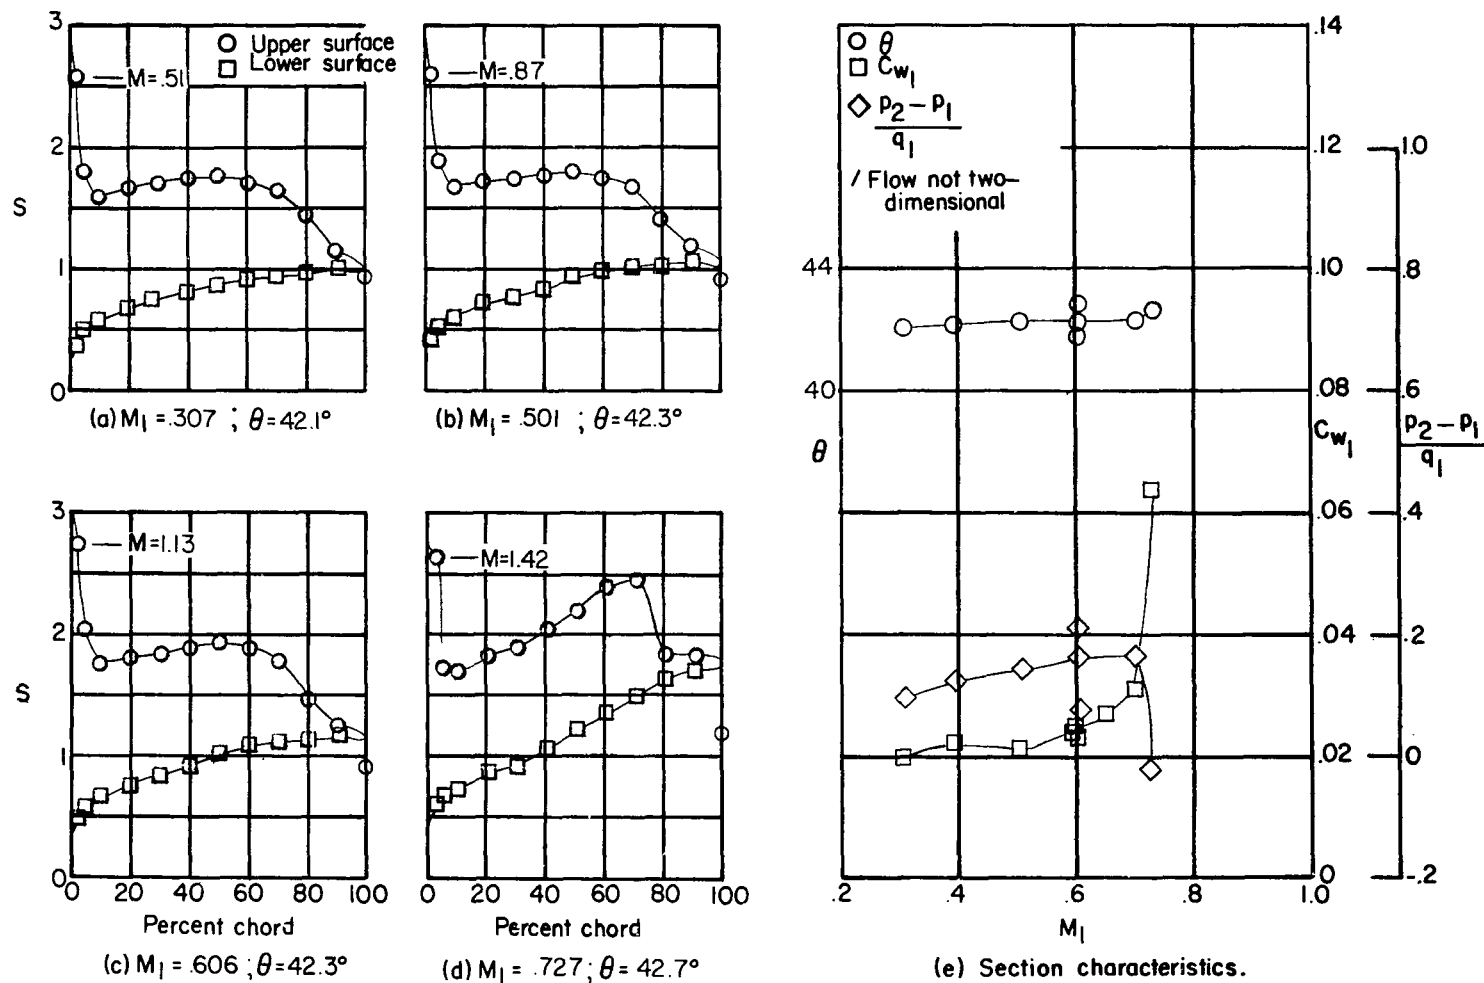 3
2
S
1
0
M=.51
○ Upper surface
□ Lower surface
(a) M1 = .307 ; θ = 42.1°
M=.87
(b) M1 = .501 ; θ = 42.3°
3
2
S
1
0
M=1.13
0 20 40 60 80 100
Percent chord
(c) M1 = .606 ; θ = 42.3°
M=1.42
0 20 40 60 80 100
Percent chord
(d) M1 = .727 ; θ = 42.7°
○ θ
□ Cw1
◇ p2 – p1
q1
/ Flow not two–
dimensional
44
40
θ
.14
.12
.10
.08
Cw1
.06
.04
.02
.0
1.0
.8
.6
p2 – p1
q1
.4
.2
0
-.2
.2 .4 .6 .8 1.0
M1
(e) Section characteristics.